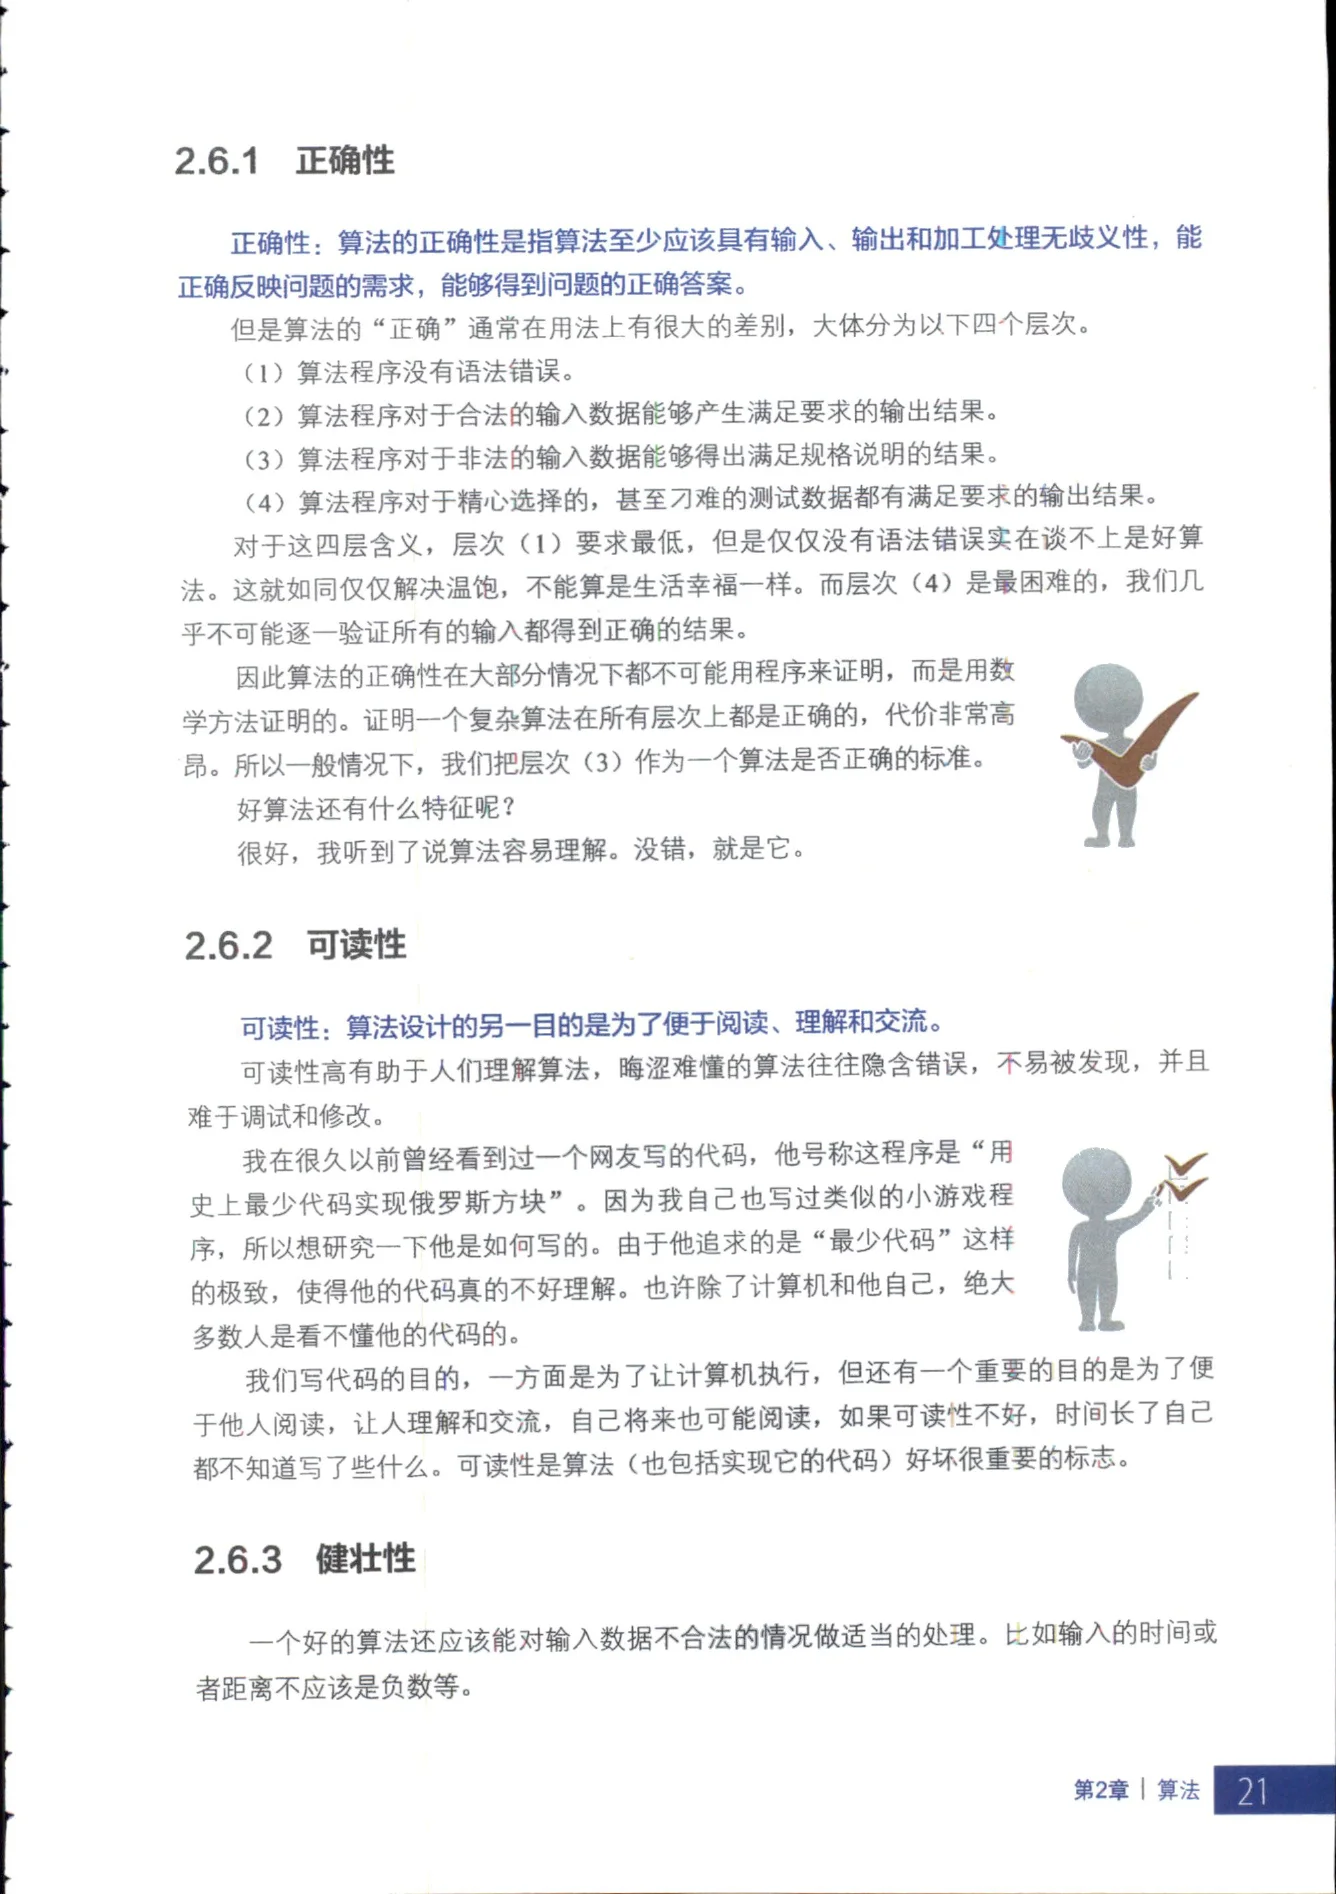 2.6.1 正确性
正确性：算法的正确性是指算法至少应该具有输入、输出和加工处理无歧义性，能
正确反映问题的需求，能够得到问题的正确答案。
但是算法的“正确”通常在用法上有很大的差别，大体分为以下四个层次。
（1）算法程序没有语法错误。
（2）算法程序对于合法的输入数据能够产生满足要求的输出结果。
（3）算法程序对于非法的输入数据能够得出满足规格说明的结果。
（4）算法程序对于精心选择的，甚至刁难的测试数据都有满足要求的输出结果。
对于这四层含义，层次（1）要求最低，但是仅仅没有语法错误实在谈不上是好算
法。这就如同仅仅解决温饱，不能算是生活幸福一样。而层次（4）是最困难的，我们几
乎不可能逐一验证所有的输入都得到正确的结果。
因此算法的正确性在大部分情况下都不可能用程序来证明，而是用数
学方法证明的。证明一个复杂算法在所有层次上都是正确的，代价非常高
昂。所以一般情况下，我们把层次（3）作为一个算法是否正确的标准。
好算法还有什么特征呢？
很好，我听到了说算法容易理解。没错，就是它。
2.6.2 可读性
可读性：算法设计的另一目的是为了便于阅读、理解和交流。
可读性高有助于人们理解算法，晦涩难懂的算法往往隐含错误，不易被发现，并且
难于调试和修改。
我在很久以前曾经看到过一个网友写的代码，他号称这程序是“用
史上最少代码实现俄罗斯方块”。因为我自己也写过类似的小游戏程
序，所以想研究一下他是如何写的。由于他追求的是“最少代码”这样
的极致，使得他的代码真的不好理解。也许除了计算机和他自己，绝大
多数人是看不懂他的代码的。
我们写代码的目的，一方面是为了让计算机执行，但还有一个重要的目的是为了便
于他人阅读，让人理解和交流，自己将来也可能阅读，如果可读性不好，时间长了自己
都不知道写了些什么。可读性是算法（也包括实现它的代码）好坏很重要的标志。
2.6.3 健壮性
一个好的算法还应该能对输入数据不合法的情况做适当的处理。比如输入的时间或
者距离不应该是负数等。
第2章 | 算法 21